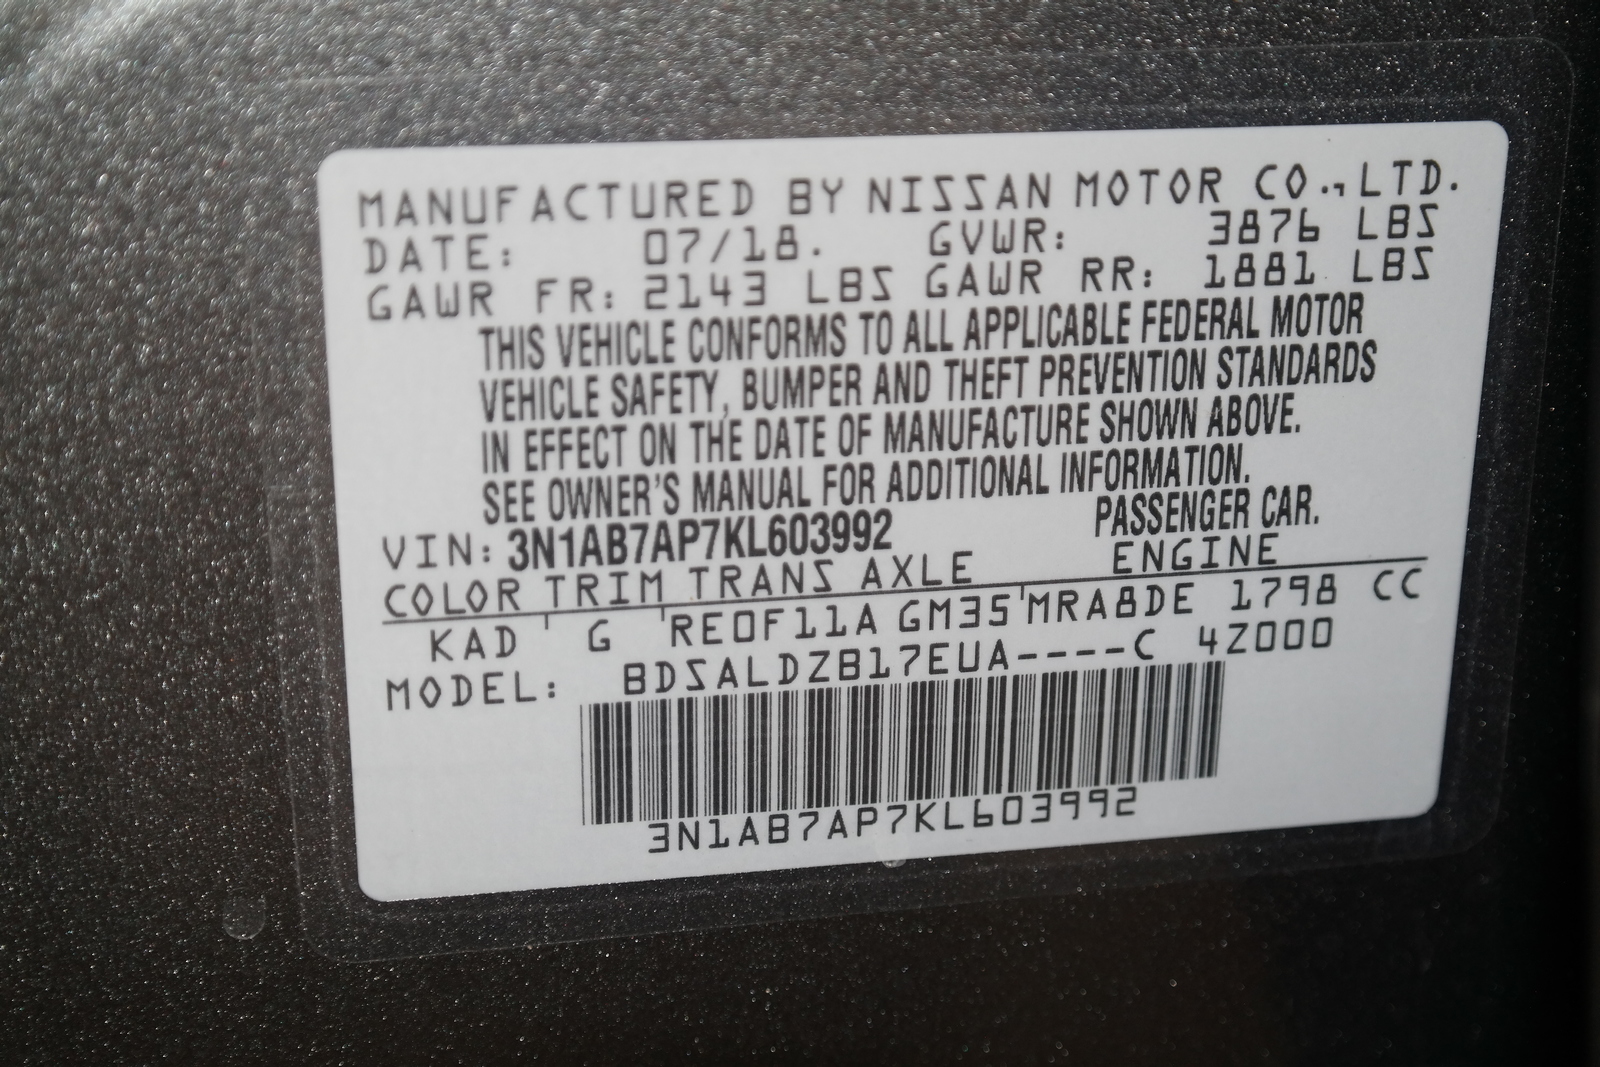 MANUFACTURED BY NISSAN MOTOR CO.,LTD.
DATE: 07/18. GVWR: 3876 LBS
GAWR FR: 2143 LBS GAWR RR: 1881 LBS
THIS VEHICLE CONFORMS TO ALL APPLICABLE FEDERAL MOTOR
VEHICLE SAFETY, BUMPER AND THEFT PREVENTION STANDARDS
IN EFFECT ON THE DATE OF MANUFACTURE SHOWN ABOVE.
SEE OWNER'S MANUAL FOR ADDITIONAL INFORMATION.
VIN: 3N1AB7AP7KL603992 PASSENGER CAR.
COLOR TRIM TRANS AXLE ENGINE
KAD ' G 'RE0F11A GM35'MRA8DE 1798 CC
MODEL: BDSALDZB17EUA----C 4Z000
3N1AB7AP7KL603992